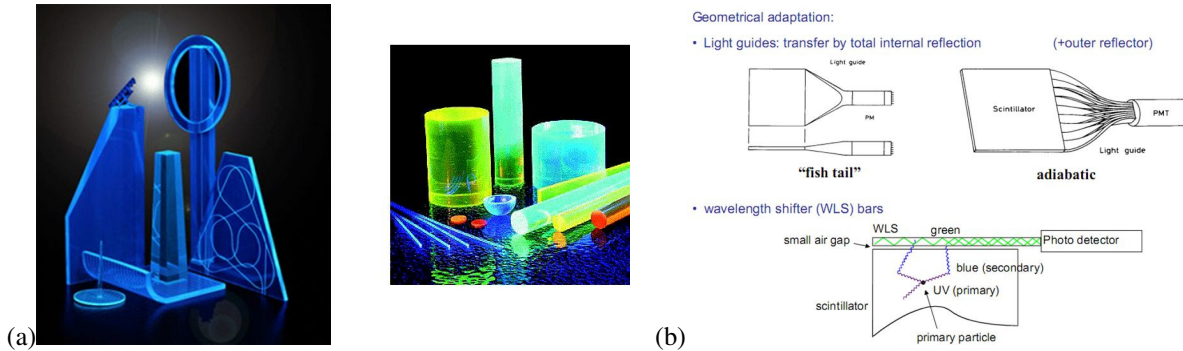 (a)
(b)
Geometrical adaptation:
• Light guides: transfer by total internal reflection (+outer reflector)
Light guide
PM
"fish tail"
Scintillator
PMT
Light guide
adiabatic
• wavelength shifter (WLS) bars
WLS green
small air gap
Photo detector
blue (secondary)
UV (primary)
scintillator
primary particle